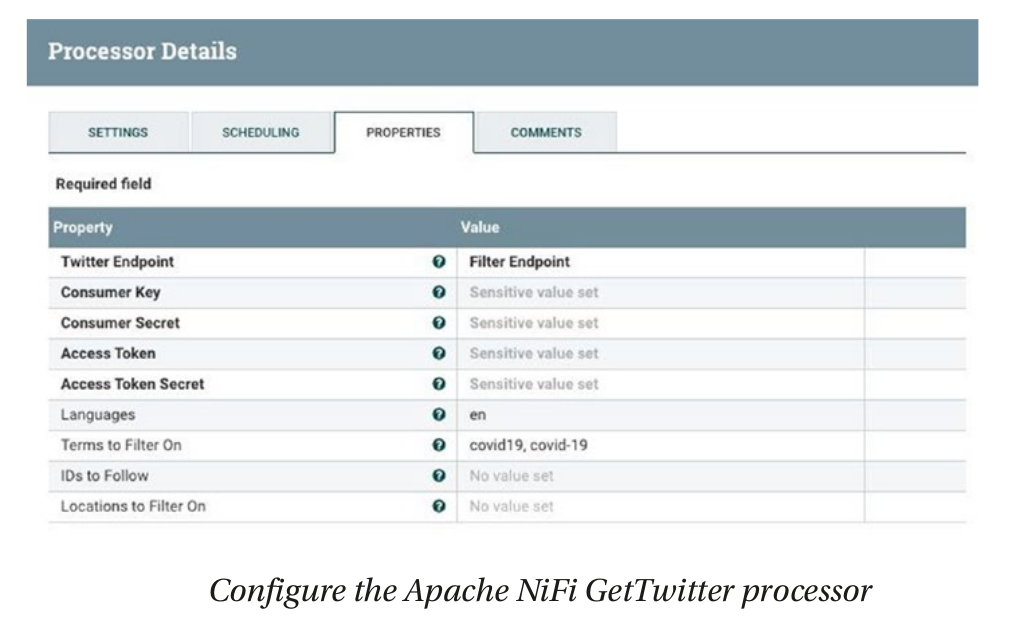 Processor Details
SETTINGS SCHEDULING PROPERTIES COMMENTS
Required field
Property Value
Twitter Endpoint Filter Endpoint
Consumer Key Sensitive value set
Consumer Secret Sensitive value set
Access Token Sensitive value set
Access Token Secret Sensitive value set
Languages en
Terms to Filter On covid19, covid-19
IDs to Follow No value set
Locations to Filter On No value set
Configure the Apache NiFi GetTwitter processor